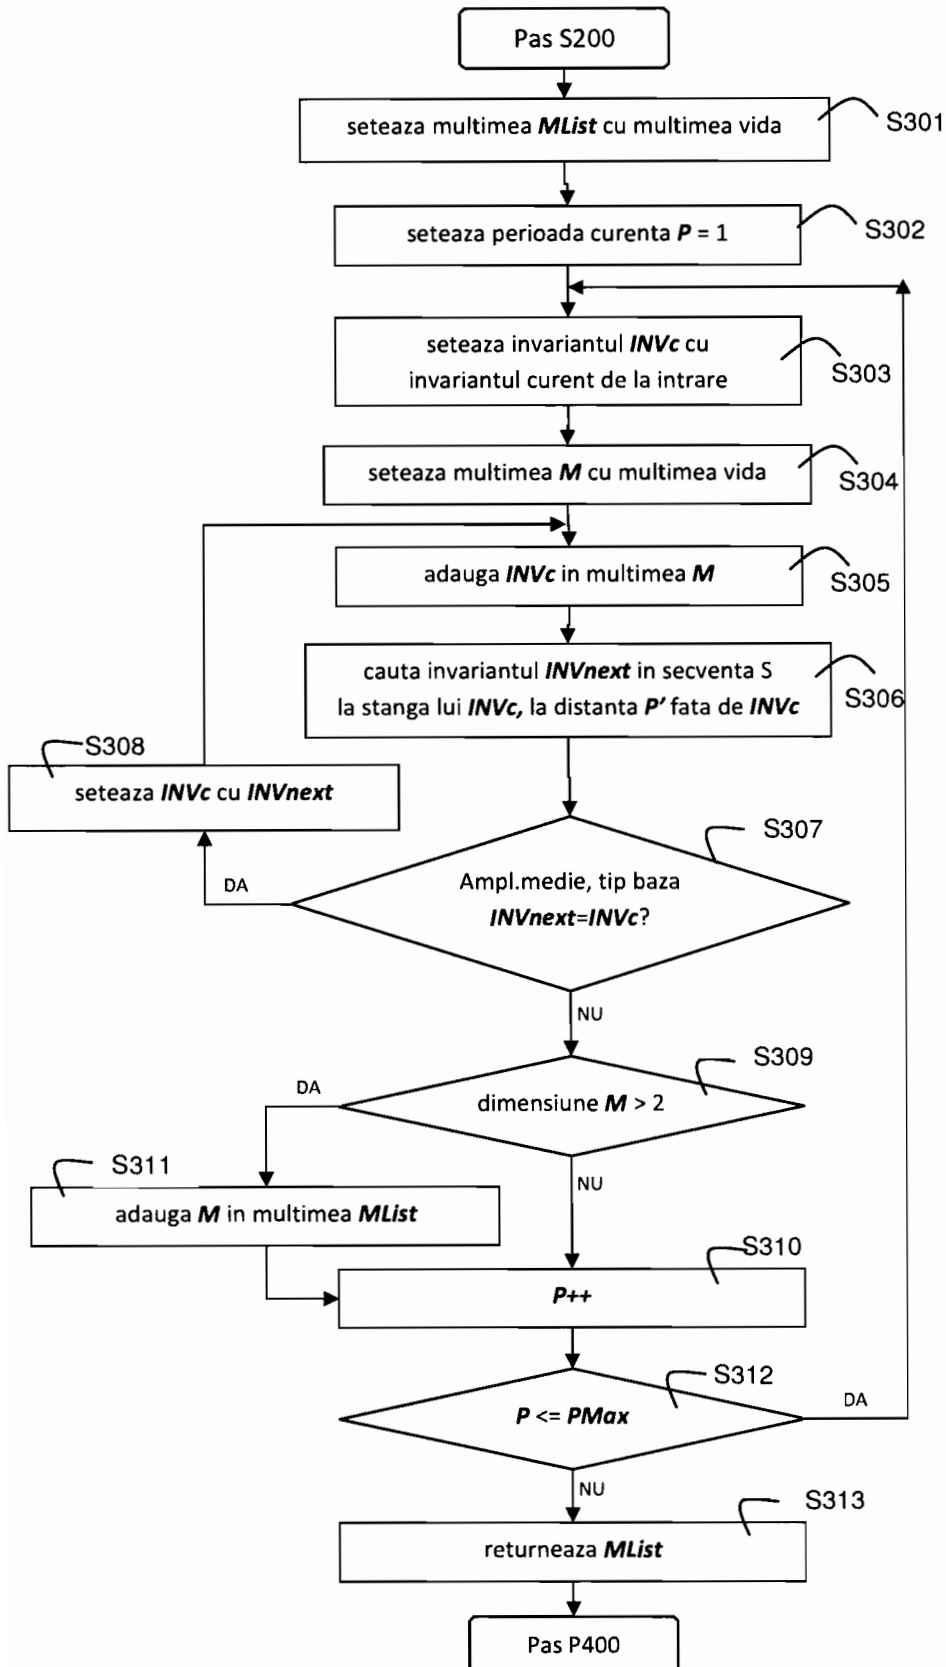 Pas S200
seteaza multimea MList cu multimea vida
S301
seteaza perioada curenta P = 1
S302
seteaza invariantul INVc cu
invariantul curent de la intrare
S303
seteaza multimea M cu multimea vida
S304
adauga INVc in multimea M
S305
cauta invariantul INVnext in secventa S
la stanga lui INVc, la distanta P' fata de INVc
S306
S308
seteaza INVc cu INVnext
S307
DA
Ampl.medie, tip baza
INVnext=INVc?
NU
S309
DA
dimensiune M > 2
NU
S311
adauga M in multimea MList
S310
P++
S312
P <= PMax
DA
NU
S313
returneaza MList
Pas P400